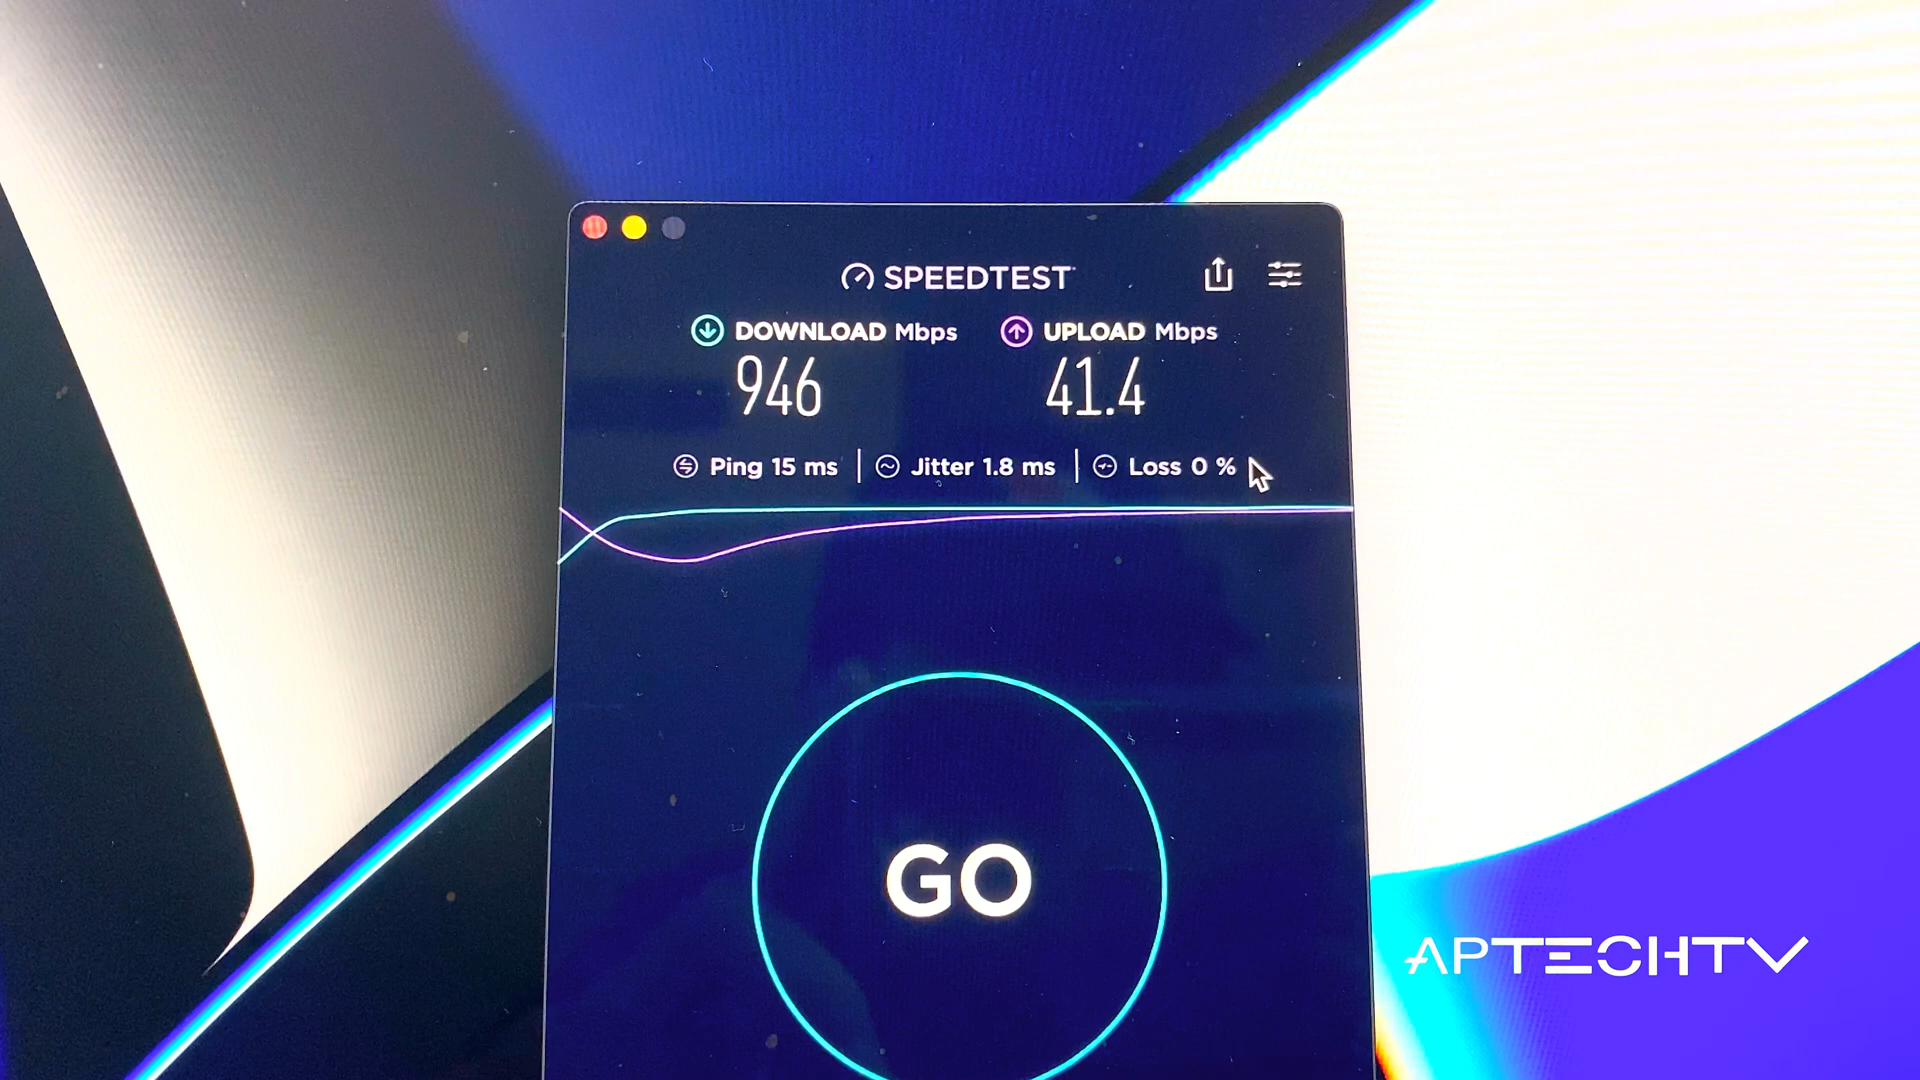 SPEEDTEST
DOWNLOAD Mbps
946
UPLOAD Mbps
41.4
Ping 15 ms
Jitter 1.8 ms
Loss 0 %
GO
APTECHTV